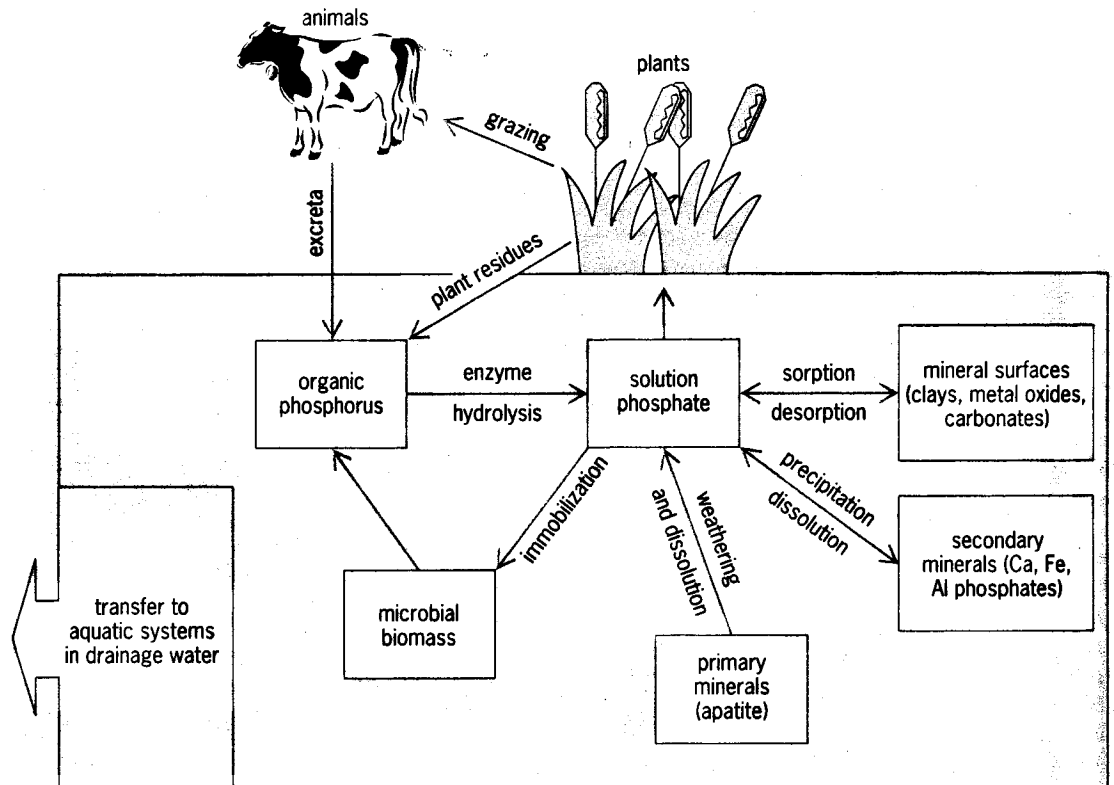 animals
plants
grazing
excreta
plant residues
organic
phosphorus
enzyme
hydrolysis
solution
phosphate
sorption
desorption
mineral surfaces
(clays, metal oxides,
carbonates)
immobilization
weathering
and dissolution
precipitation
dissolution
secondary
minerals (Ca, Fe,
Al phosphates)
microbial
biomass
primary
minerals
(apatite)
transfer to
aquatic systems
in drainage water